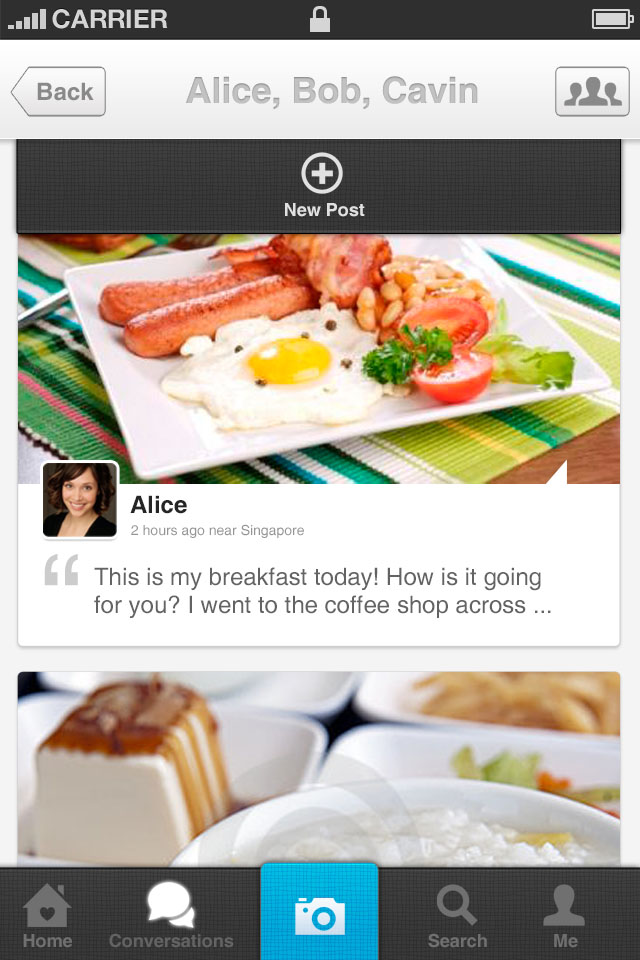 CARRIER
Back
Alice, Bob, Cavin
New Post
Alice
2 hours ago near Singapore
This is my breakfast today! How is it going
for you? I went to the coffee shop across ...
Home
Conversations
Search
Me